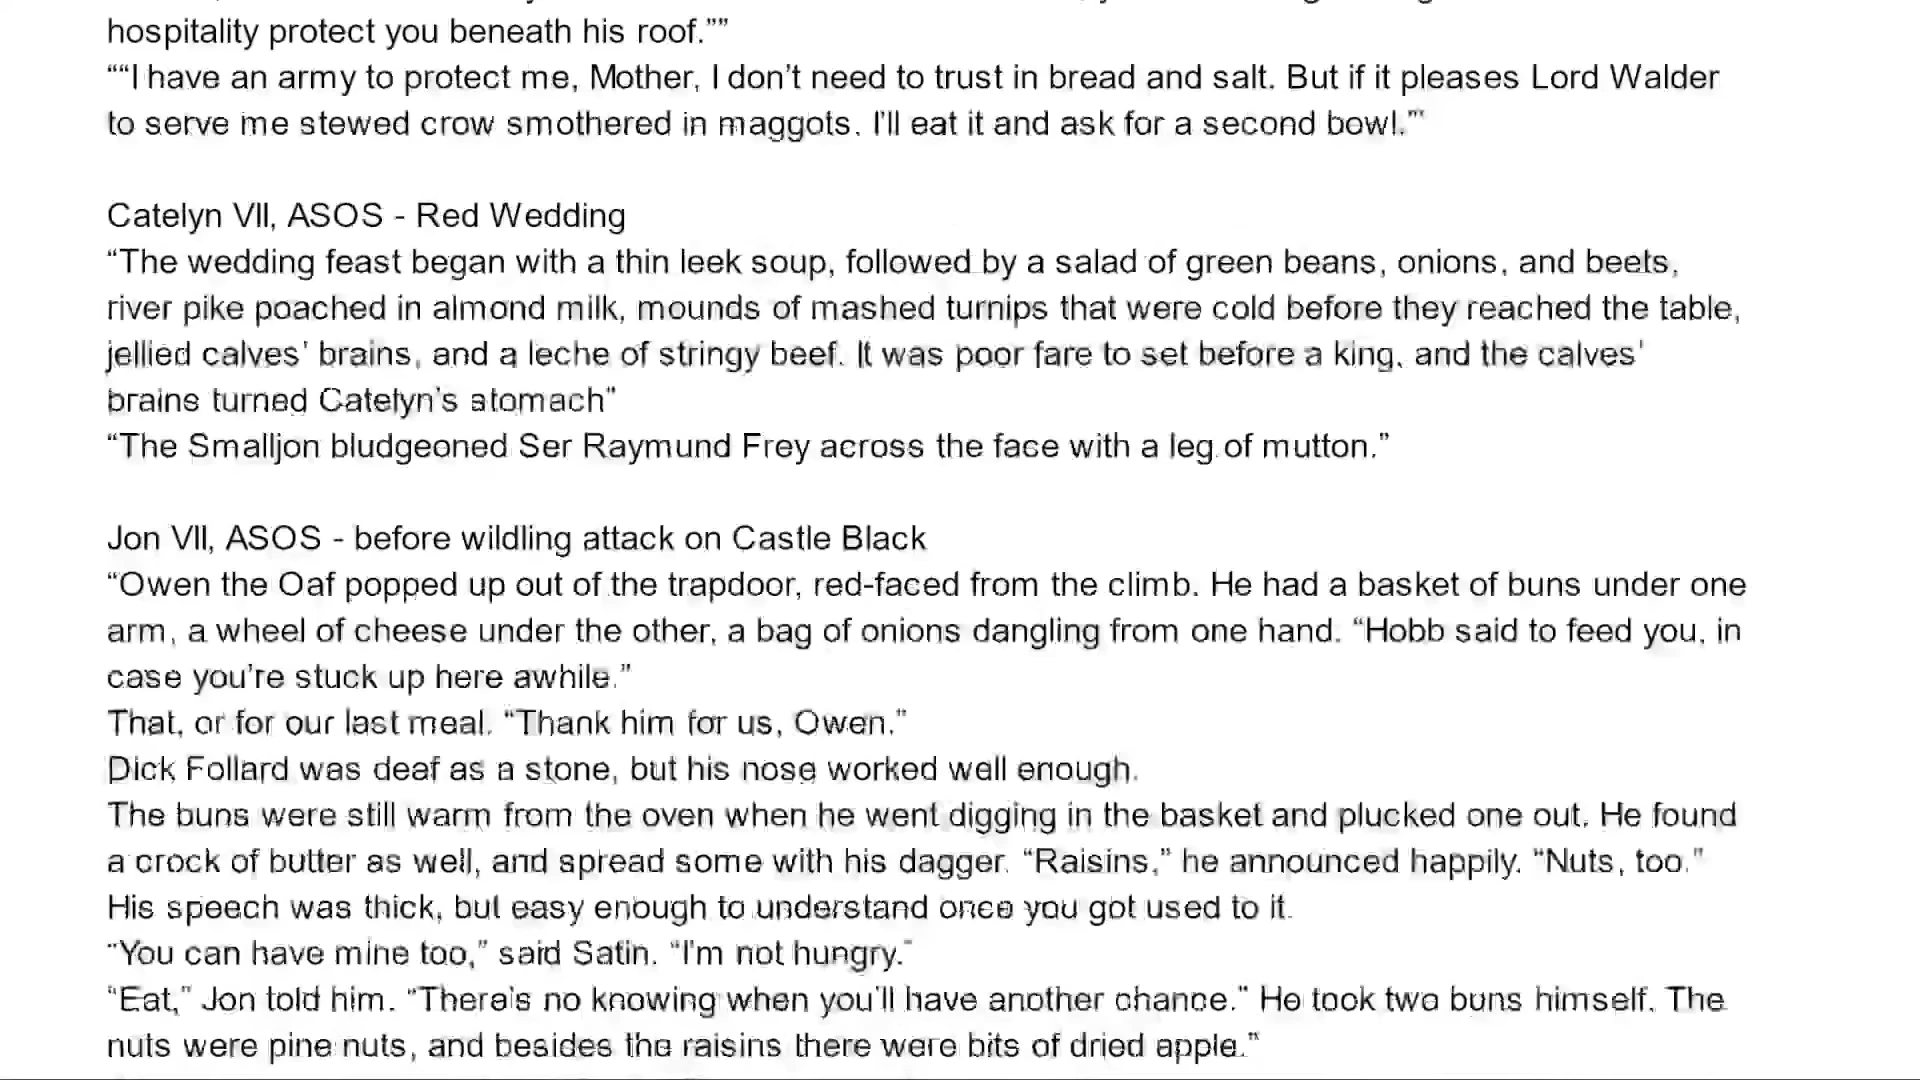 hospitality protect you beneath his roof.””
““I have an army to protect me, Mother, I don’t need to trust in bread and salt. But if it pleases Lord Walder
to serve me stewed crow smothered in maggots, I’ll eat it and ask for a second bowl.”’
Catelyn VII, ASOS - Red Wedding
“The wedding feast began with a thin leek soup, followed by a salad of green beans, onions, and beets,
river pike poached in almond milk, mounds of mashed turnips that were cold before they reached the table,
jellied calves’ brains, and a leche of stringy beef. It was poor fare to set before a king, and the calves’
brains turned Catelyn’s stomach”
“The Smalljon bludgeoned Ser Raymund Frey across the face with a leg of mutton.”
Jon VII, ASOS - before wildling attack on Castle Black
“Owen the Oaf popped up out of the trapdoor, red-faced from the climb. He had a basket of buns under one
arm, a wheel of cheese under the other, a bag of onions dangling from one hand. “Hobb said to feed you, in
case you’re stuck up here awhile.”
That, or for our last meal. “Thank him for us, Owen.”
Dick Follard was deaf as a stone, but his nose worked well enough.
The buns were still warm from the oven when he went digging in the basket and plucked one out. He found
a crock of butter as well, and spread some with his dagger. “Raisins,” he announced happily. “Nuts, too.”
His speech was thick, but easy enough to understand once you got used to it.
“You can have mine too,” said Satin. “I’m not hungry.”
“Eat,” Jon told him. “There’s no knowing when you’ll have another chance.” He took two buns himself. The
nuts were pine nuts, and besides the raisins there were bits of dried apple.”